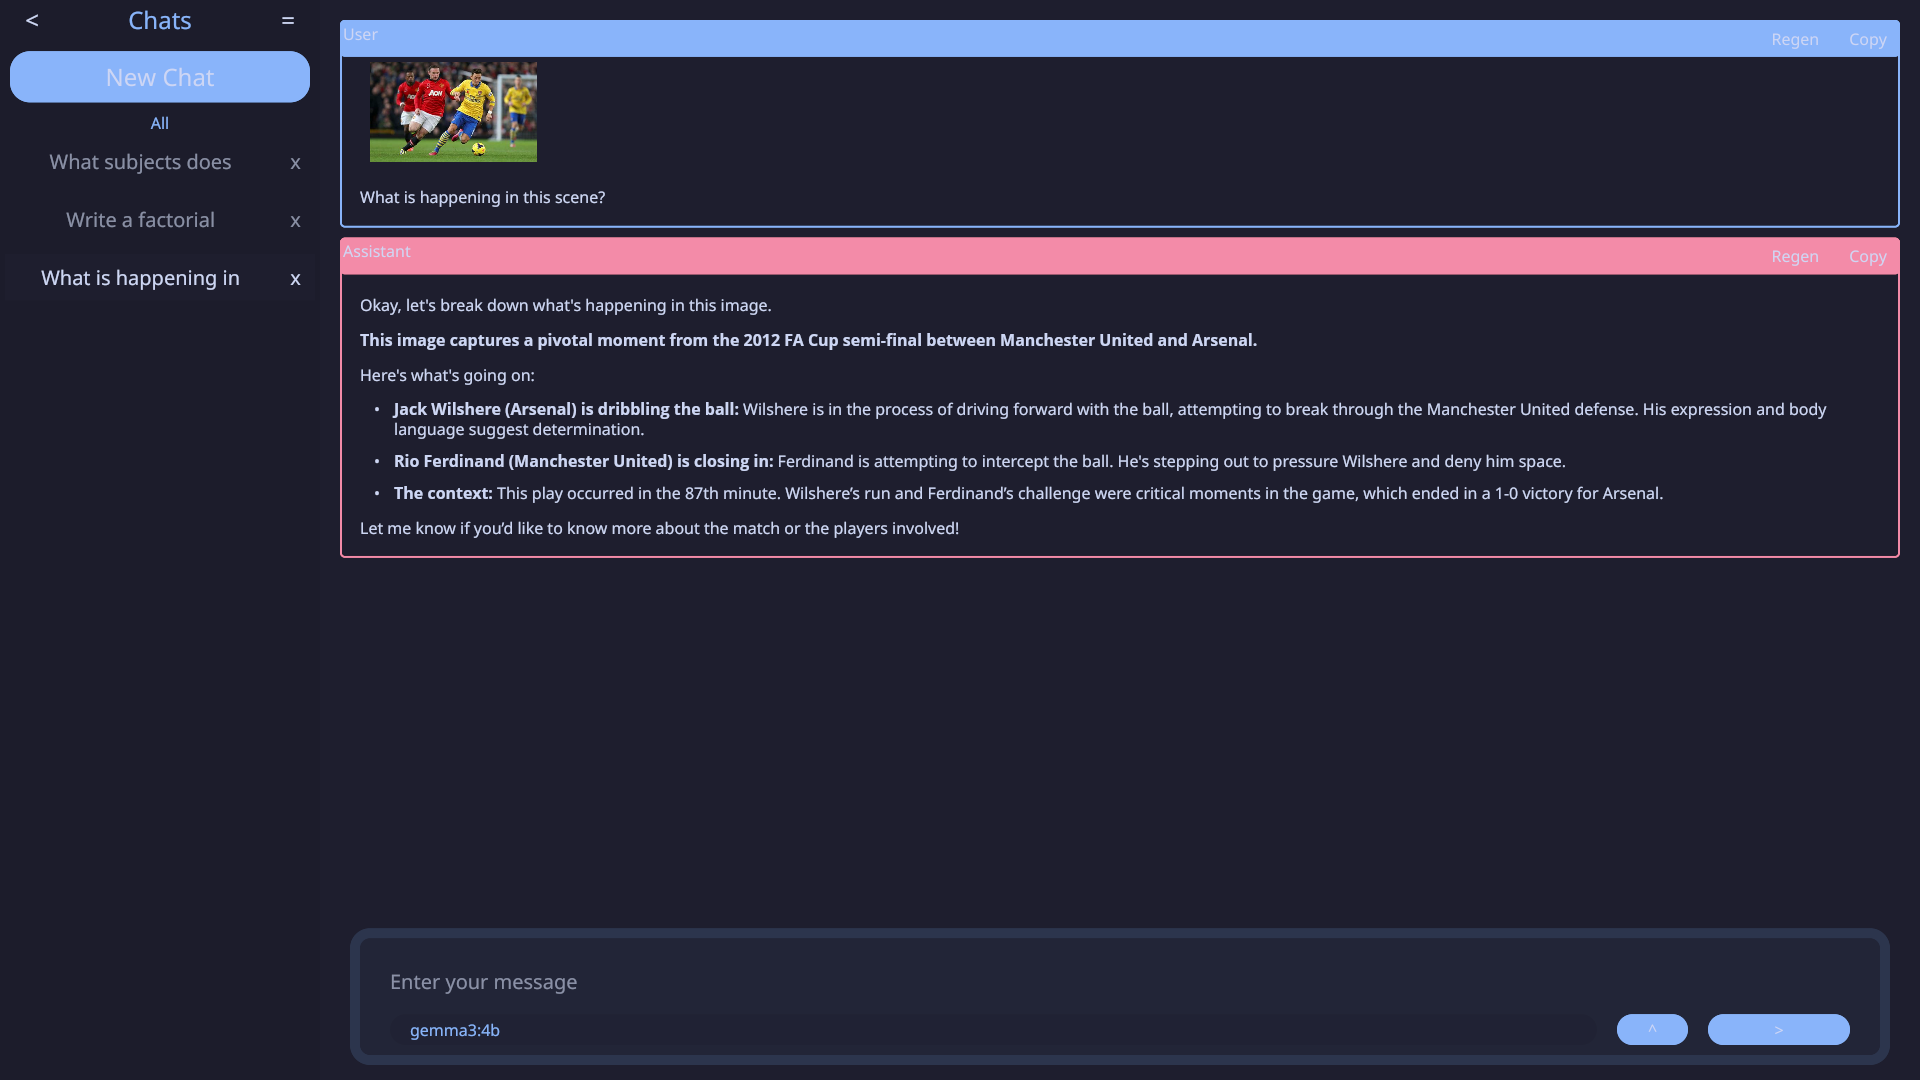 < Chats =
New Chat
All
What subjects does x
Write a factorial x
What is happening in x
User Regen Copy
AON
What is happening in this scene?
Assistant Regen Copy
Okay, let's break down what's happening in this image.
This image captures a pivotal moment from the 2012 FA Cup semi-final between Manchester United and Arsenal.
Here's what's going on:
• Jack Wilshere (Arsenal) is dribbling the ball: Wilshere is in the process of driving forward with the ball, attempting to break through the Manchester United defense. His expression and body
language suggest determination.
• Rio Ferdinand (Manchester United) is closing in: Ferdinand is attempting to intercept the ball. He's stepping out to pressure Wilshere and deny him space.
• The context: This play occurred in the 87th minute. Wilshere’s run and Ferdinand’s challenge were critical moments in the game, which ended in a 1-0 victory for Arsenal.
Let me know if you’d like to know more about the match or the players involved!
Enter your message
gemma3:4b ^ >